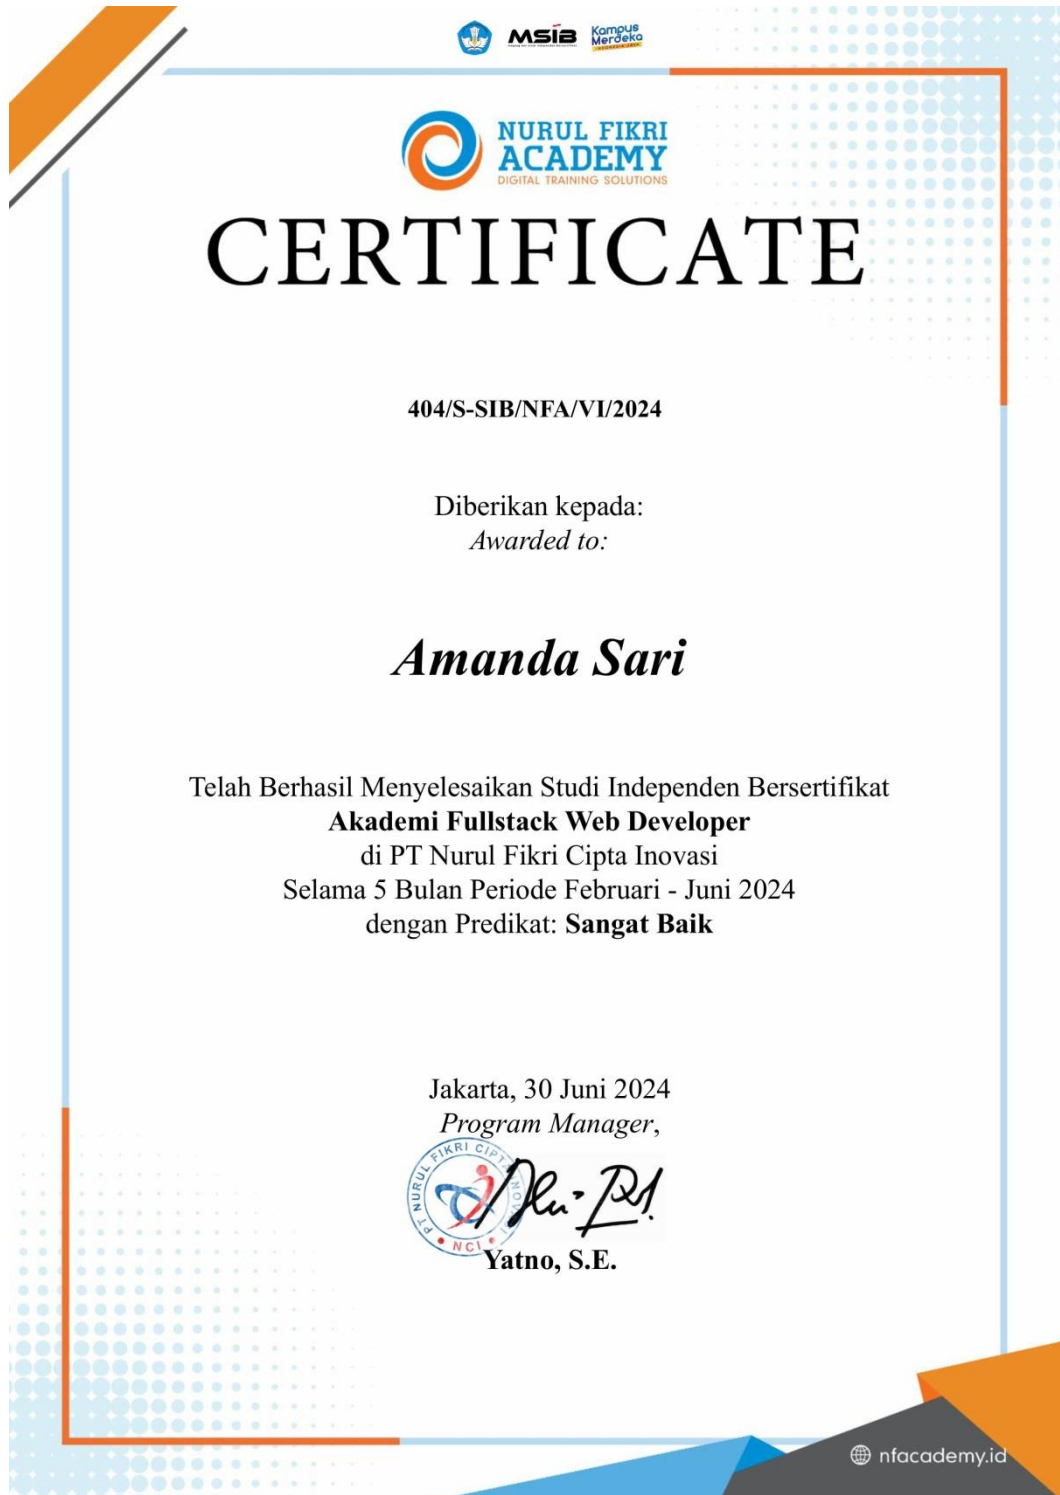 MSIB
Kampus
Merdeka
INDONESIA JAYA
NURUL FIKRI
ACADEMY
DIGITAL TRAINING SOLUTIONS
CERTIFICATE
404/S-SIB/NFA/VI/2024
Diberikan kepada:
Awarded to:
Amanda Sari
Telah Berhasil Menyelesaikan Studi Independen Bersertifikat
Akademi Fullstack Web Developer
di PT Nurul Fikri Cipta Inovasi
Selama 5 Bulan Periode Februari - Juni 2024
dengan Predikat: Sangat Baik
Jakarta, 30 Juni 2024
Program Manager,
PT NURUL FIKRI CIPTA INOVASI
NCI
Yatno, S.E.
nfacademy.id